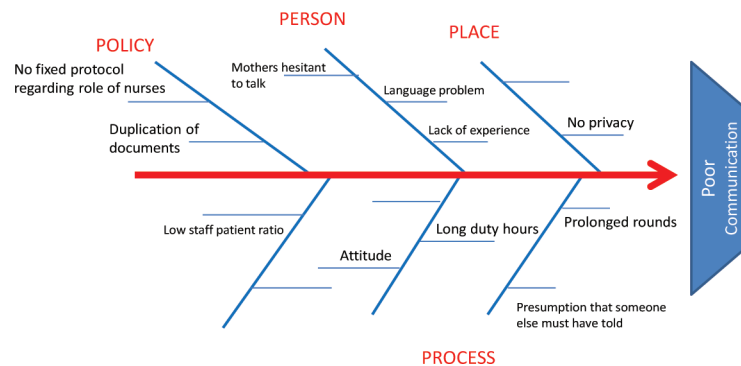 POLICY
PERSON
PLACE
No fixed protocol
regarding role of nurses
Duplication of
documents
Mothers hesitant
to talk
Language problem
Lack of experience
No privacy
Poor
Communication
Low staff patient ratio
Attitude
Long duty hours
Prolonged rounds
Presumption that someone
else must have told
PROCESS